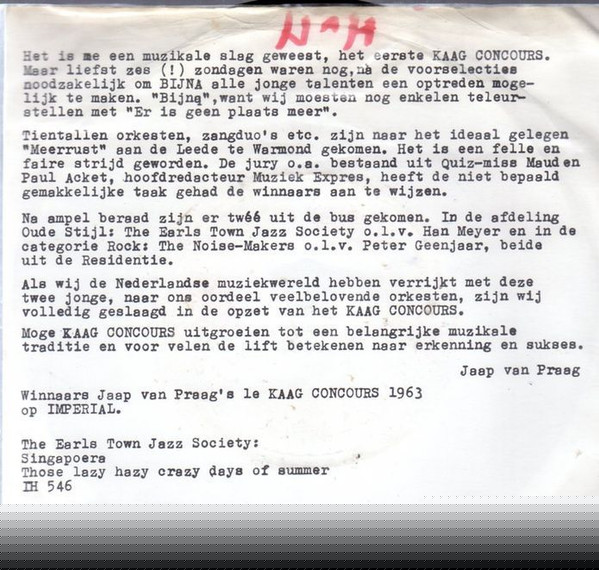 Het is me een muzikale slag geweest, het eerste KAAG CONCOURS.
Maar liefst zes (!) zondagen waren nog,na de voorselecties
noodzakelijk om BIJNA alle jonge talenten een optreden moge-
lijk te maken. "Bijna",want wij moesten nog enkelen teleur-
stellen met "Er is geen plaats meer".
Tientallen orkesten, zangduo's etc. zijn naar het ideaal gelegen
"Meerrust" aan de Leede te Warmond gekomen. Het is een felle en
faire strijd geworden. De jury o.a. bestaand uit Quiz-miss Maud en
Paul Acket, hoofdredacteur Muziek Expres, heeft de niet bepaald
gemakkelijke taak gehad de winnaars aan te wijzen.
Na ampel beraad zijn er twéé uit de bus gekomen. In de afdeling
Oude Stijl: The Earls Town Jazz Society o.l.v. Han Meyer en in de
categorie Rock: The Noise-Makers o.l.v. Peter Geenjaar, beide
uit de Residentie.
Als wij de Nederlandse muziekwereld hebben verrijkt met deze
twee jonge, naar ons oordeel veelbelovende orkesten, zijn wij
volledig geslaagd in de opzet van het KAAG CONCOURS.
Moge KAAG CONCOURS uitgroeien tot een belangrijke muzikale
traditie en voor velen de lift betekenen naar erkenning en sukses.
Jaap van Praag
Winnaars Jaap van Praag's 1e KAAG CONCOURS 1963
op IMPERIAL.
The Earls Town Jazz Society:
Singapoera
Those lazy hazy crazy days of summer
IH 546